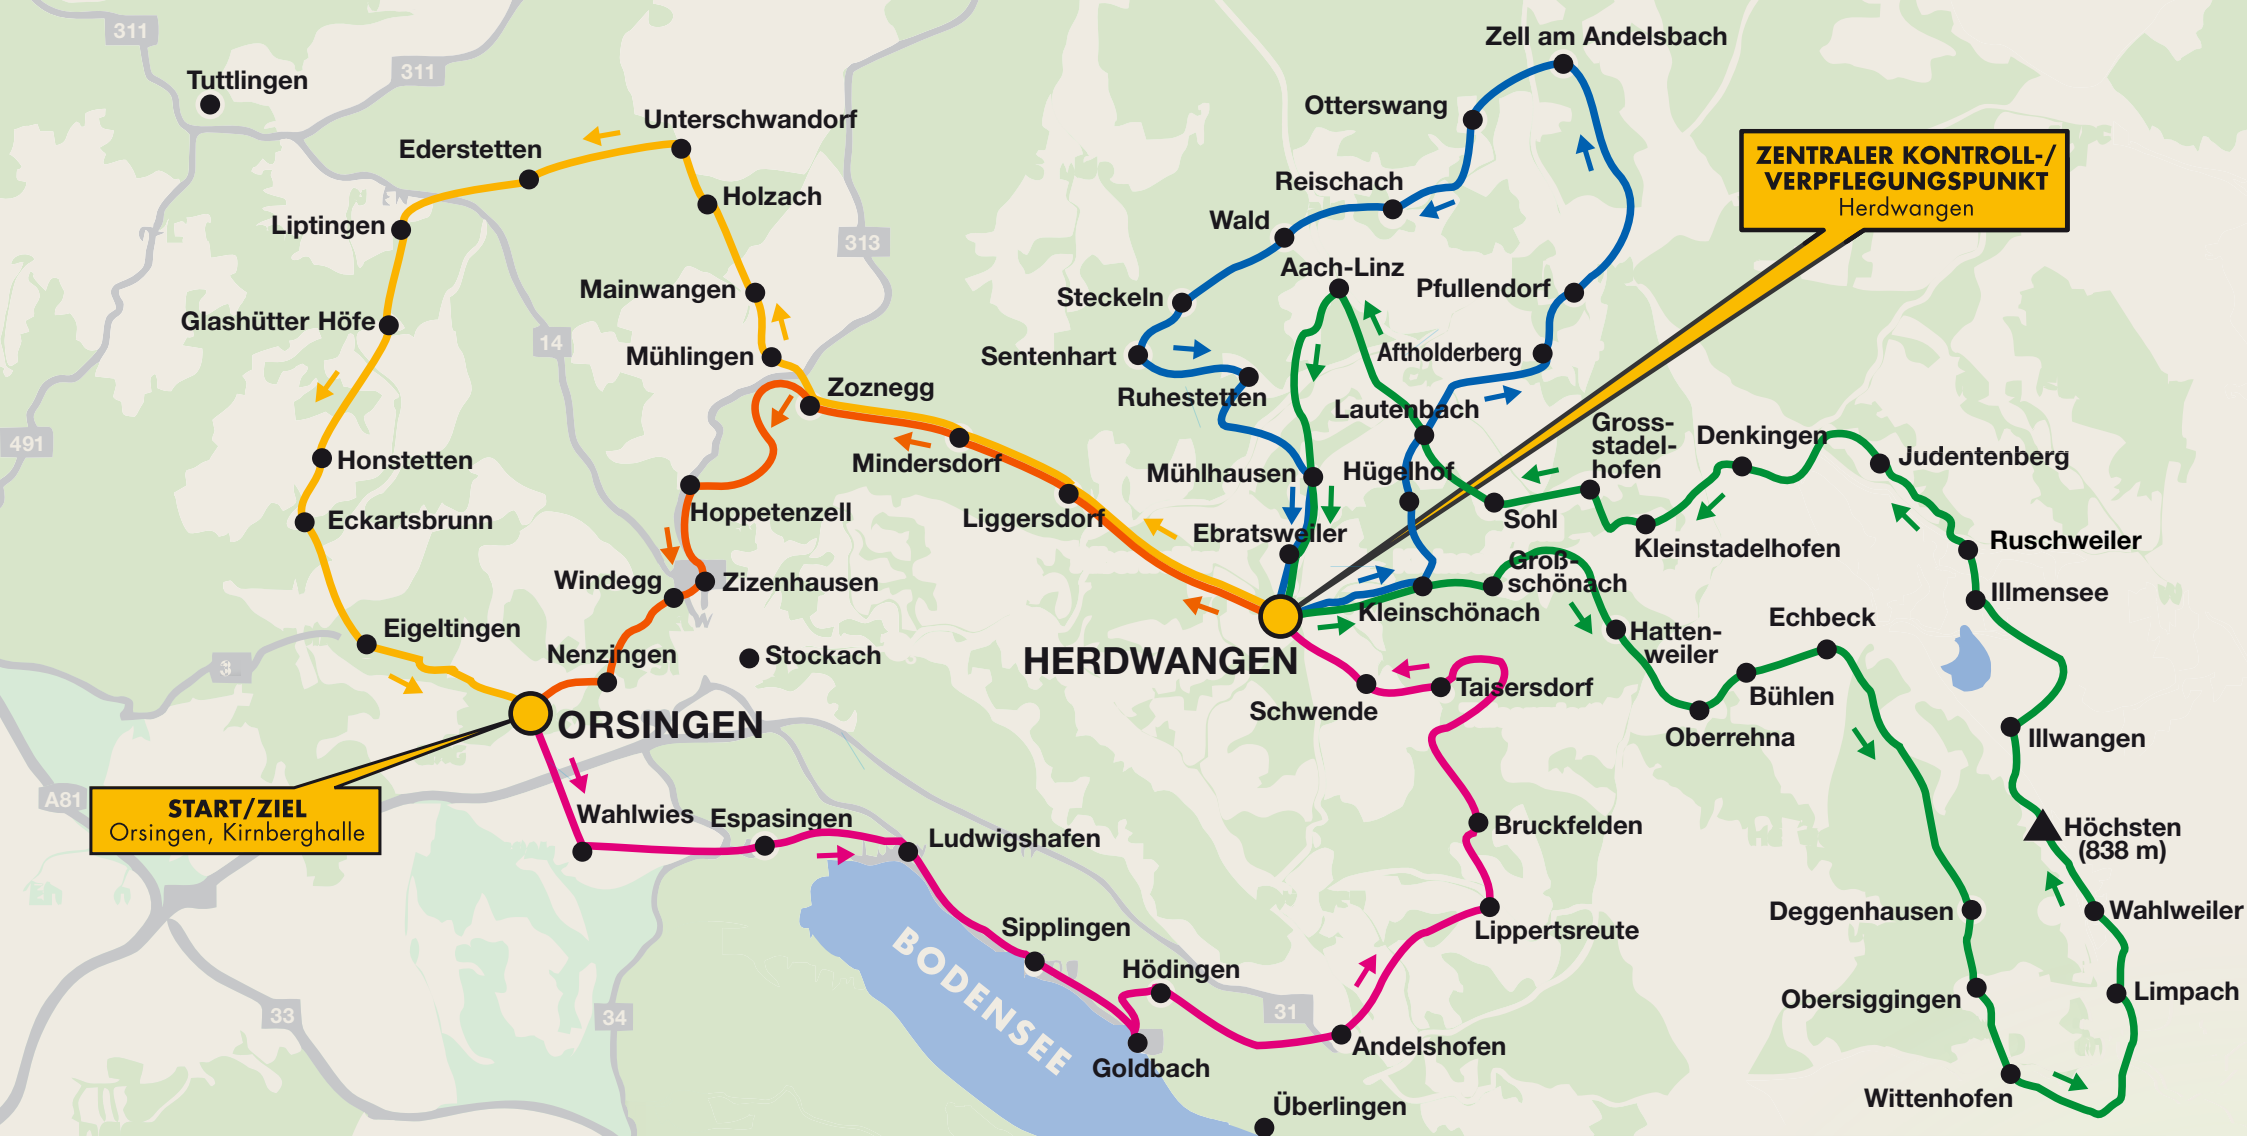 311
Zell am Andelsbach
Tuttlingen
311
Otterswang
Unterschwandorf
Ederstetten
ZENTRALER KONTROLL-/
VERPFLEGUNGSPUNKT
Herdwangen
Reischach
Holzach
Wald
Liptingen
313
Aach-Linz
Mainwangen
Steckeln
Pfullendorf
Glashütter Höfe
14
Mühlingen
Sentenhart
Aftholderberg
Zoznegg
Ruhestetten
Lautenbach
Gross-
stadel-
hofen
Denkingen
491
Honstetten
Mindersdorf
Mühlhausen
Hügelhof
Judentenberg
Hoppetenzell
Liggersdorf
Sohl
Eckartsbrunn
Ebratsweiler
Kleinstadelhofen
Ruschweiler
Groß-
schönach
Windegg
Zizenhausen
Illmensee
Kleinschönach
Echbeck
Eigeltingen
Hatten-
weiler
Nenzingen
Stockach
HERDWANGEN
Taisersdorf
Bühlen
Schwende
ORSINGEN
Oberrehna
Illwangen
A81
START/ZIEL
Orsingen, Kirnberghalle
Wahlwies
Espasingen
Ludwigshafen
Bruckfelden
Höchsten
(838 m)
Deggenhausen
Wahlweiler
Sipplingen
Lippertsreute
BODENSEE
Hödingen
Obersiggingen
Limpach
33
34
31
Andelshofen
Goldbach
Wittenhofen
Überlingen